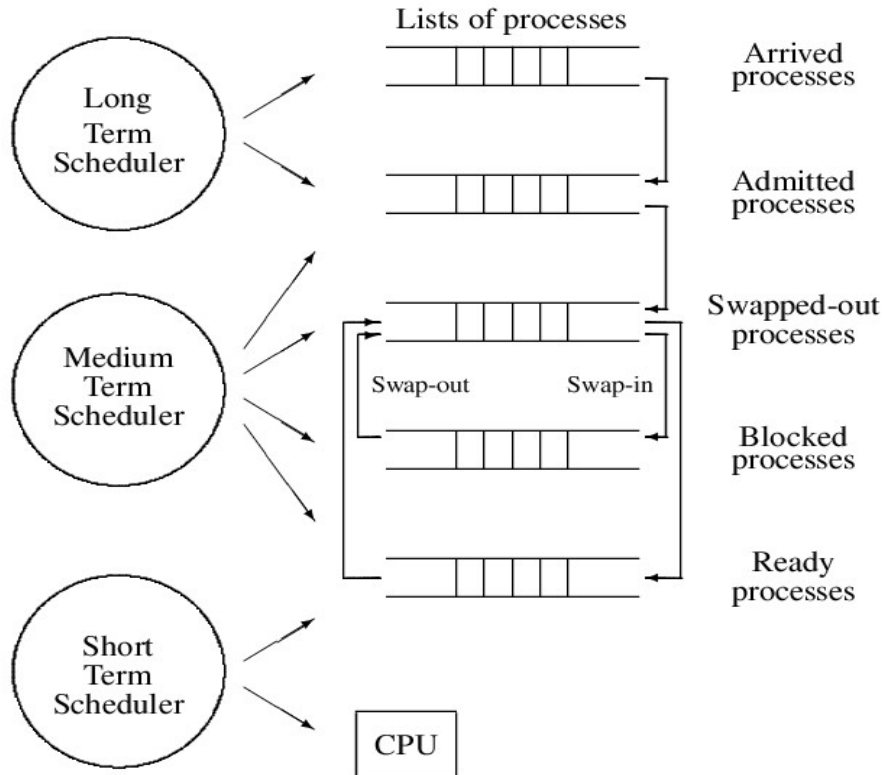 Lists of processes
Arrived
processes
Long
Term
Scheduler
Admitted
processes
Swapped-out
processes
Medium
Term
Scheduler
Swap-out
Swap-in
Blocked
processes
Ready
processes
Short
Term
Scheduler
CPU